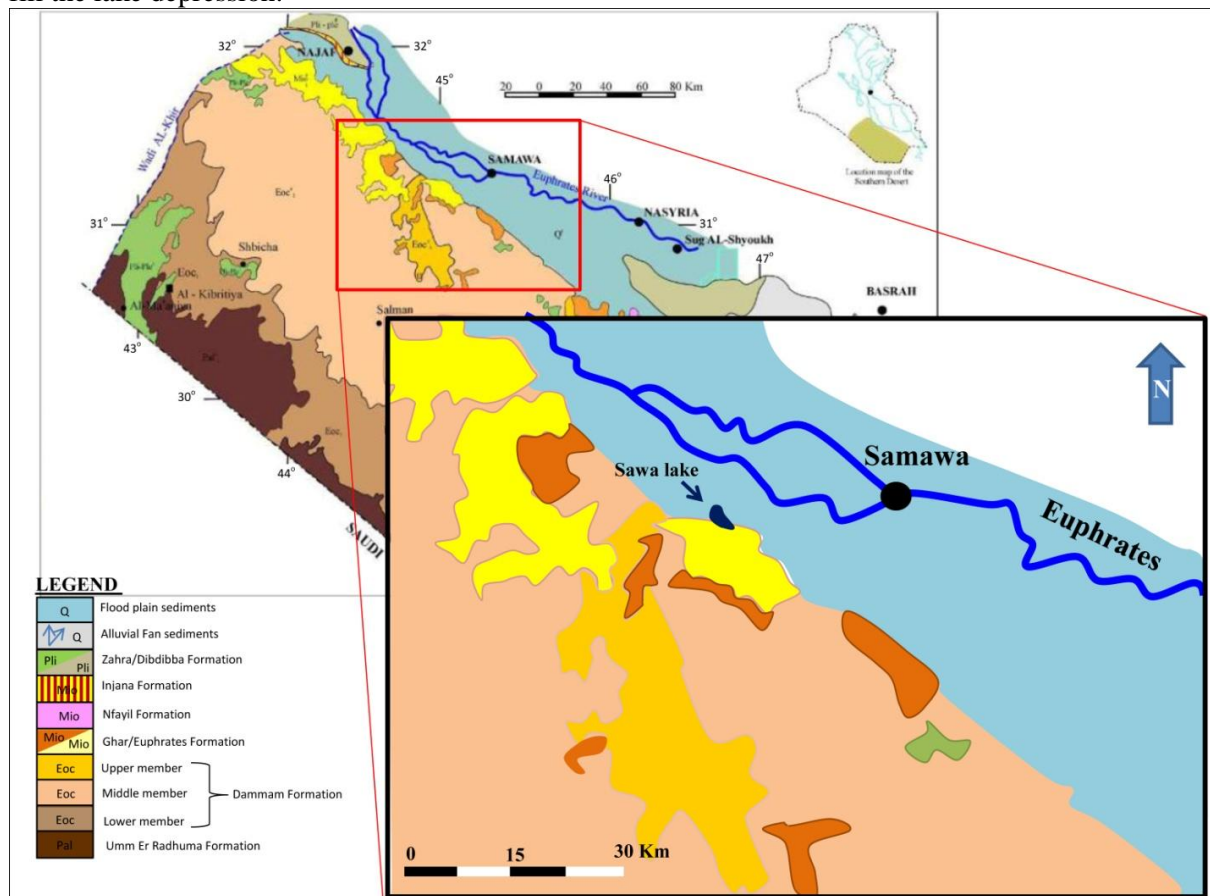 fill the lake depression.
Pli - ple
32°
NAJAF
32°
45°
20 0 20 40 60 80 Km
Wadi AL-Khir
SAMAWA
Euphrates River
46°
Location map of the
Southern Desert
NASYRIA
31°
31°
Sug AL-Shyoukh
47°
BASRAH
Shbicha
Eoc
Al - Kibritiya
Salman
43°
Pal
30°
Eoc
44°
SAUDI
N
Samawa
Sawa lake
Euphrates
0 15 30 Km
LEGEND
Q Flood plain sediments
Q Alluvial Fan sediments
Pli Pli Zahra/Dibdibba Formation
Mio Injana Formation
Mio Nfayil Formation
Mio Mio Ghar/Euphrates Formation
Eoc Upper member
Eoc Middle member Dammam Formation
Eoc Lower member
Pal Umm Er Radhuma Formation